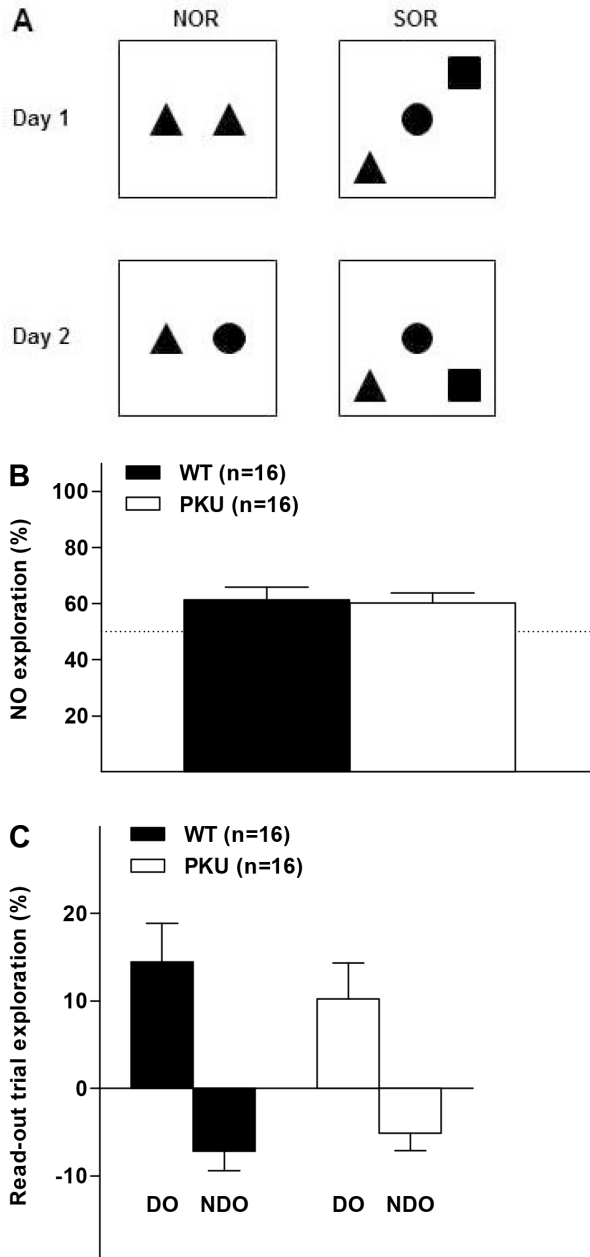 A
NOR SOR
Day 1
Day 2
B
NO exploration (%)
WT (n=16)
PKU (n=16)
100
80
60
40
20
C
Read-out trial exploration (%)
WT (n=16)
PKU (n=16)
20
10
0
-10
DO NDO DO NDO